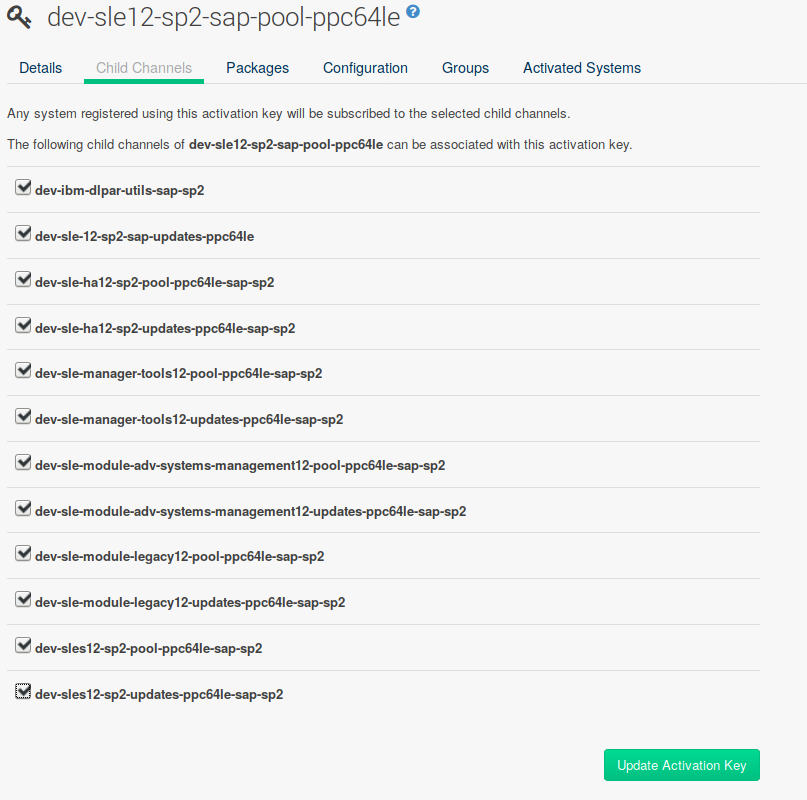 dev-sle12-sp2-sap-pool-ppc64le ?
Details Child Channels Packages Configuration Groups Activated Systems
Any system registered using this activation key will be subscribed to the selected child channels.
The following child channels of dev-sle12-sp2-sap-pool-ppc64le can be associated with this activation key.
dev-ibm-dlpar-utils-sap-sp2
dev-sle-12-sp2-sap-updates-ppc64le
dev-sle-ha12-sp2-pool-ppc64le-sap-sp2
dev-sle-ha12-sp2-updates-ppc64le-sap-sp2
dev-sle-manager-tools12-pool-ppc64le-sap-sp2
dev-sle-manager-tools12-updates-ppc64le-sap-sp2
dev-sle-module-adv-systems-management12-pool-ppc64le-sap-sp2
dev-sle-module-adv-systems-management12-updates-ppc64le-sap-sp2
dev-sle-module-legacy12-pool-ppc64le-sap-sp2
dev-sle-module-legacy12-updates-ppc64le-sap-sp2
dev-sles12-sp2-pool-ppc64le-sap-sp2
dev-sles12-sp2-updates-ppc64le-sap-sp2
Update Activation Key